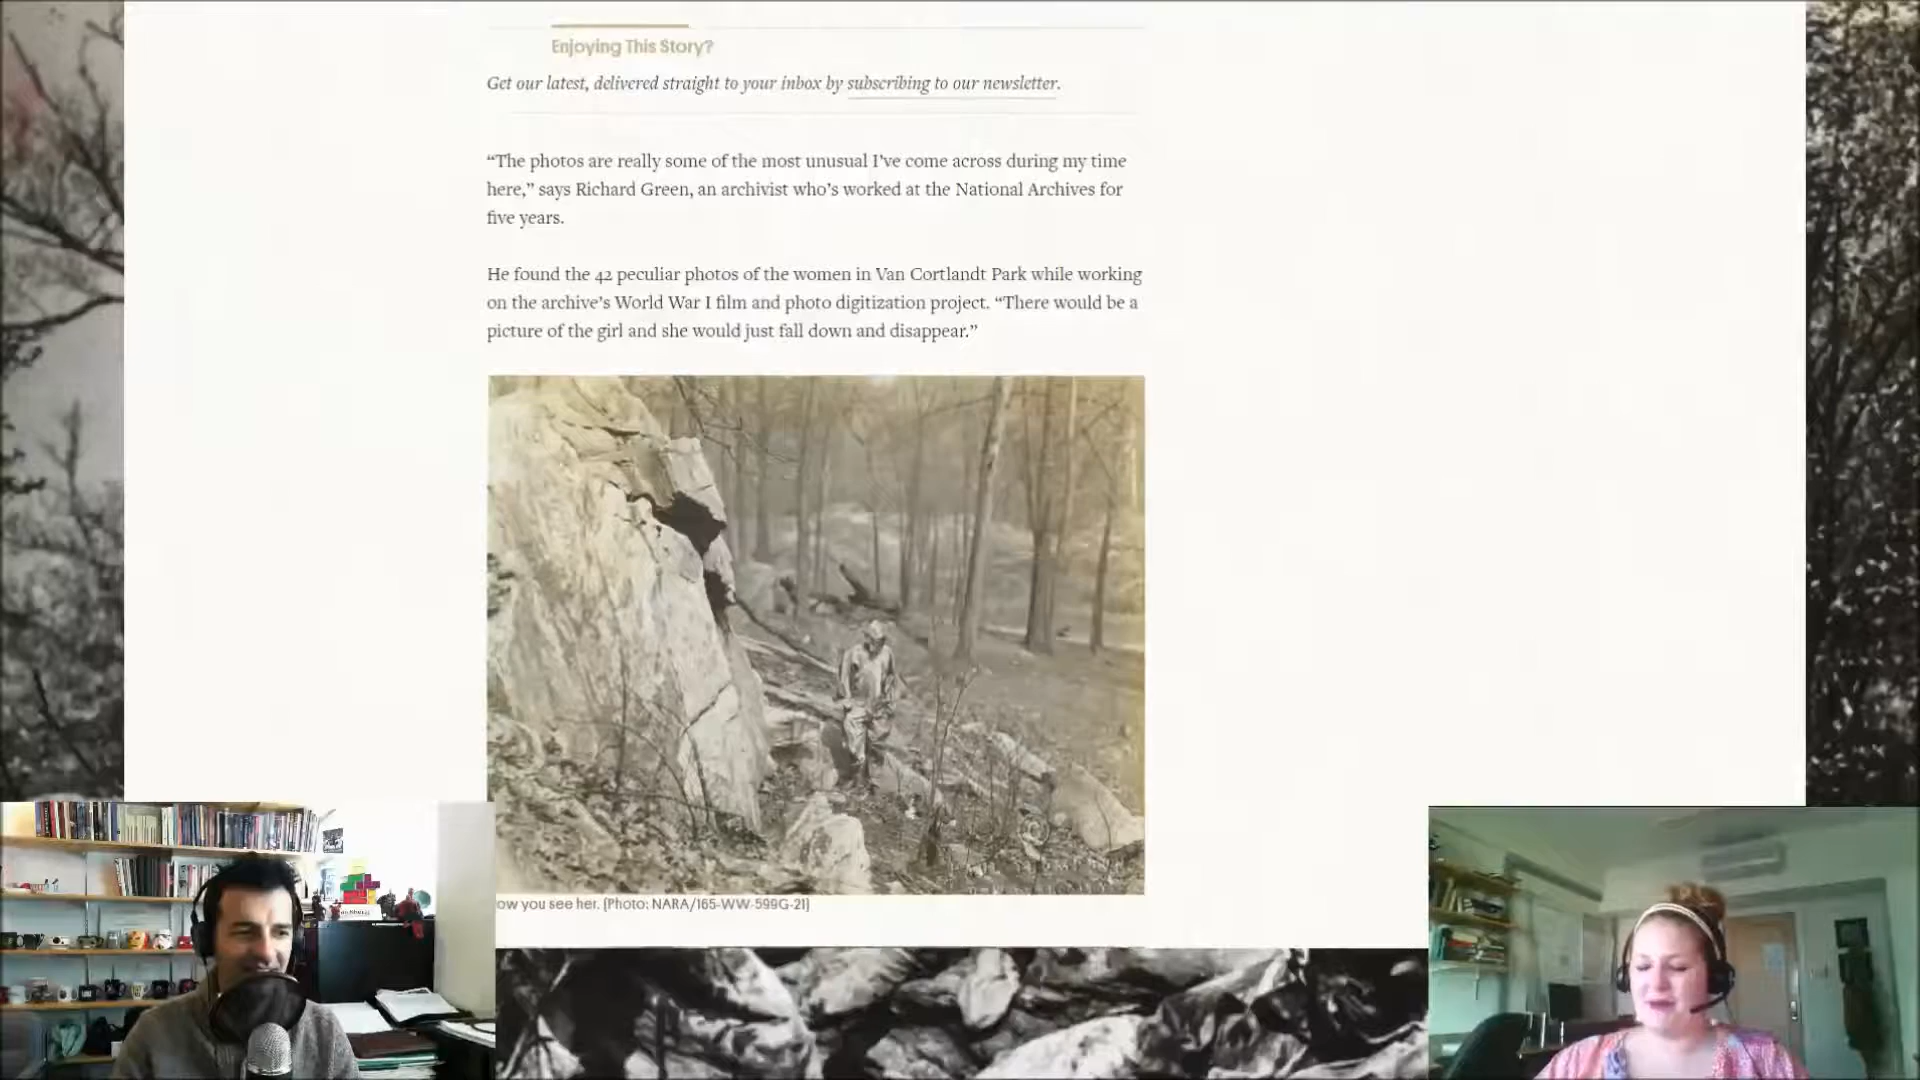 Enjoying This Story?
Get our latest, delivered straight to your inbox by subscribing to our newsletter.
“The photos are really some of the most unusual I’ve come across during my time
here,” says Richard Green, an archivist who’s worked at the National Archives for
five years.
He found the 42 peculiar photos of the women in Van Cortlandt Park while working
on the archive’s World War I film and photo digitization project. “There would be a
picture of the girl and she would just fall down and disappear.”
ow you see her. (Photo: NARA/165-WW-599G-21)